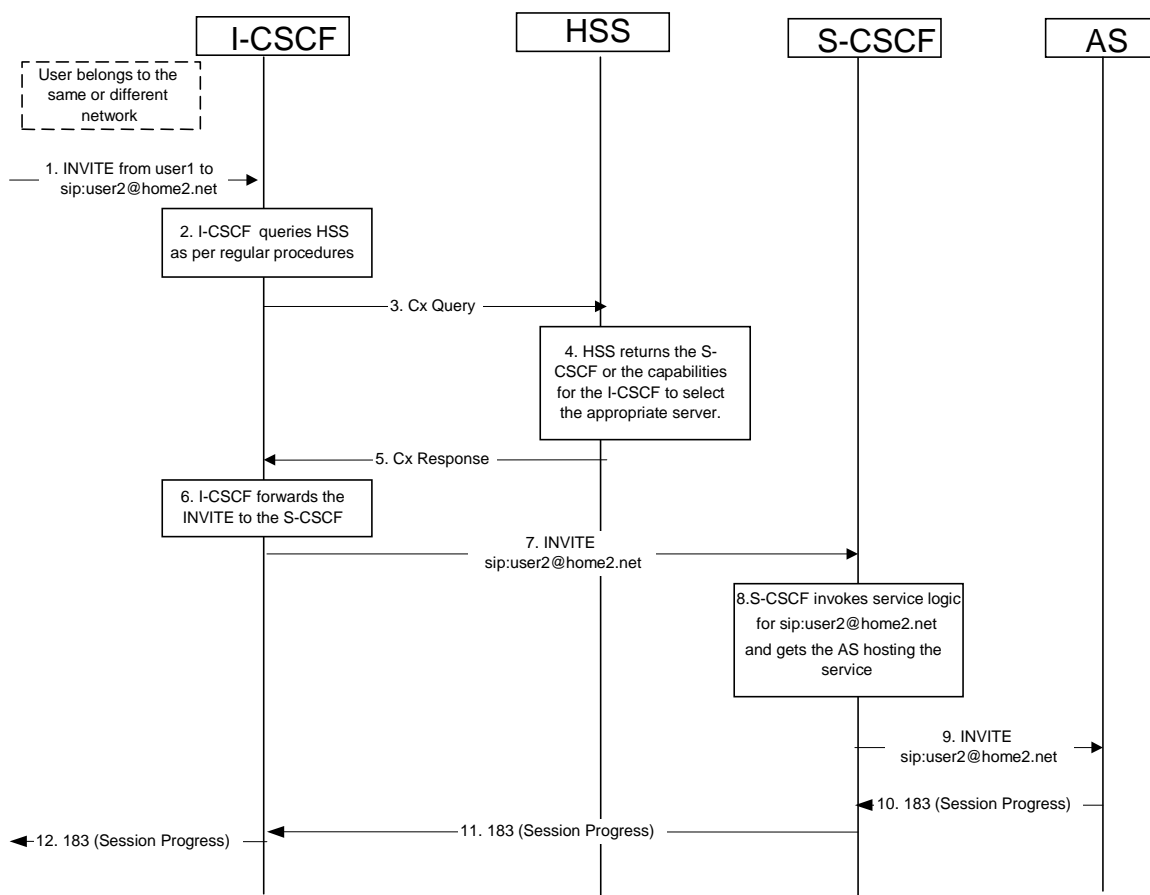 I-CSCF
HSS
S-CSCF
AS
User belongs to the
same or different
network
1. INVITE from user1 to
sip:user2@home2.net
2. I-CSCF queries HSS
as per regular procedures
3. Cx Query
4. HSS returns the S-
CSCF or the capabilities
for the I-CSCF to select
the appropriate server.
5. Cx Response
6. I-CSCF forwards the
INVITE to the S-CSCF
7. INVITE
sip:user2@home2.net
8.S-CSCF invokes service logic
for sip:user2@home2.net
and gets the AS hosting the
service
9. INVITE
sip:user2@home2.net
10. 183 (Session Progress)
11. 183 (Session Progress)
12. 183 (Session Progress)